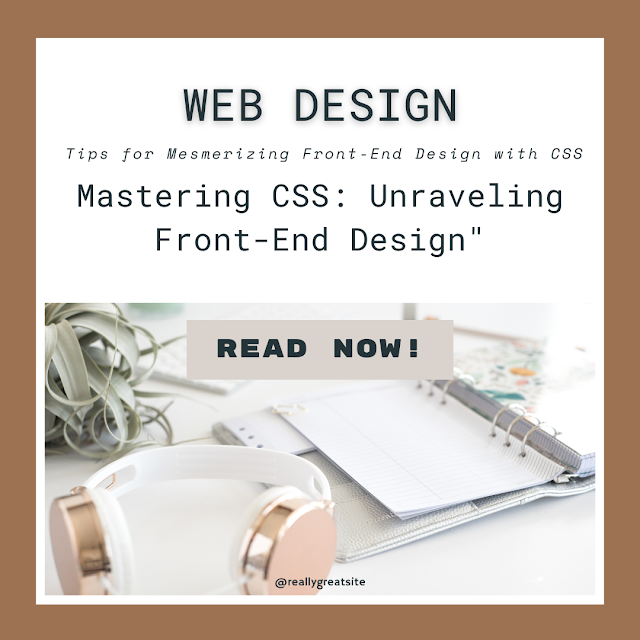 WEB DESIGN
Tips for Mesmerizing Front-End Design with CSS
Mastering CSS: Unraveling
Front-End Design"
READ NOW!
@reallygreatsite